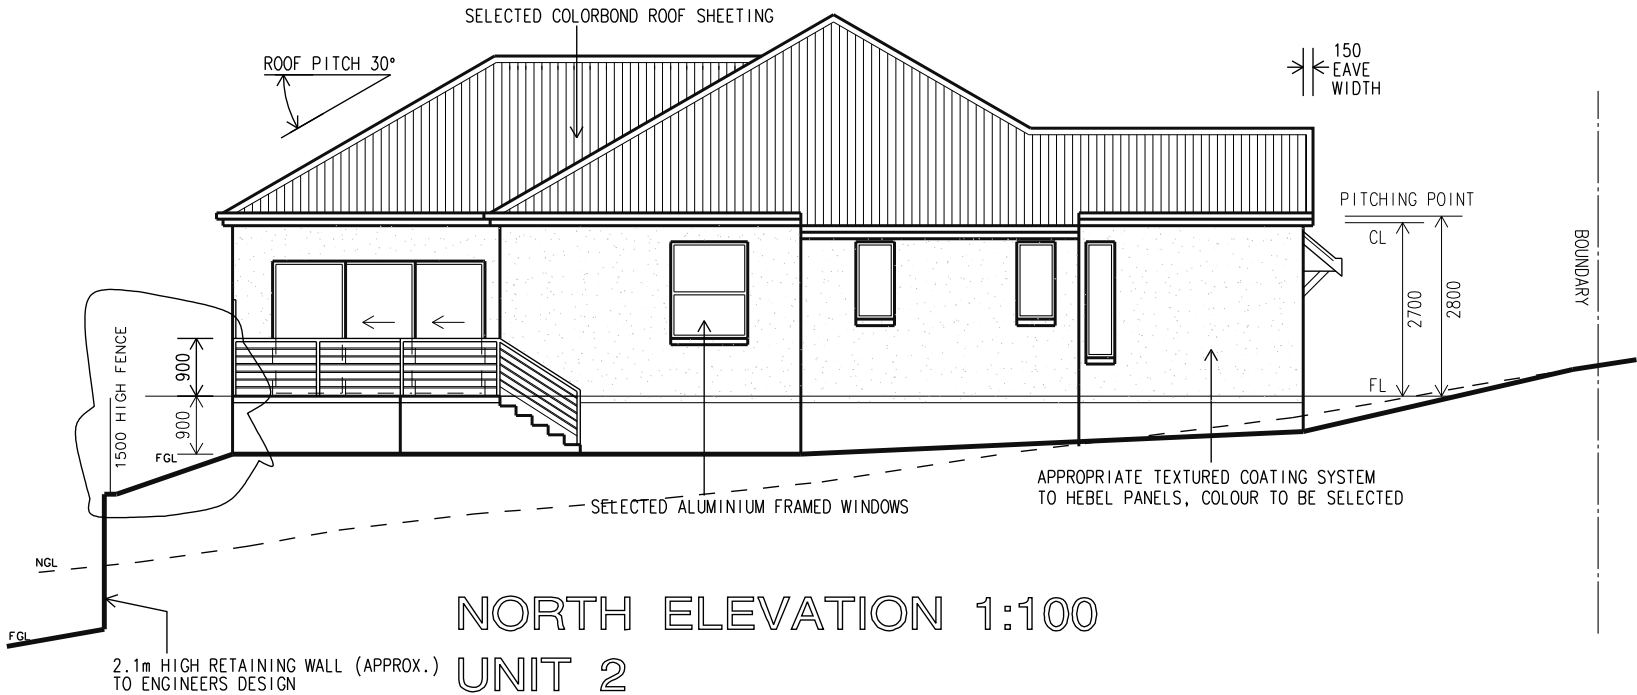 SELECTED COLORBOND ROOF SHEETING
ROOF PITCH 30°
150
EAVE
WIDTH
PITCHING POINT
CL
2700
2800
FL
BOUNDARY
1500 HIGH FENCE
900
900
FGL
SELECTED ALUMINIUM FRAMED WINDOWS
APPROPRIATE TEXTURED COATING SYSTEM
TO HEBEL PANELS, COLOUR TO BE SELECTED
NGL
FGL
2.1m HIGH RETAINING WALL (APPROX.)
TO ENGINEERS DESIGN
NORTH ELEVATION 1:100
UNIT 2